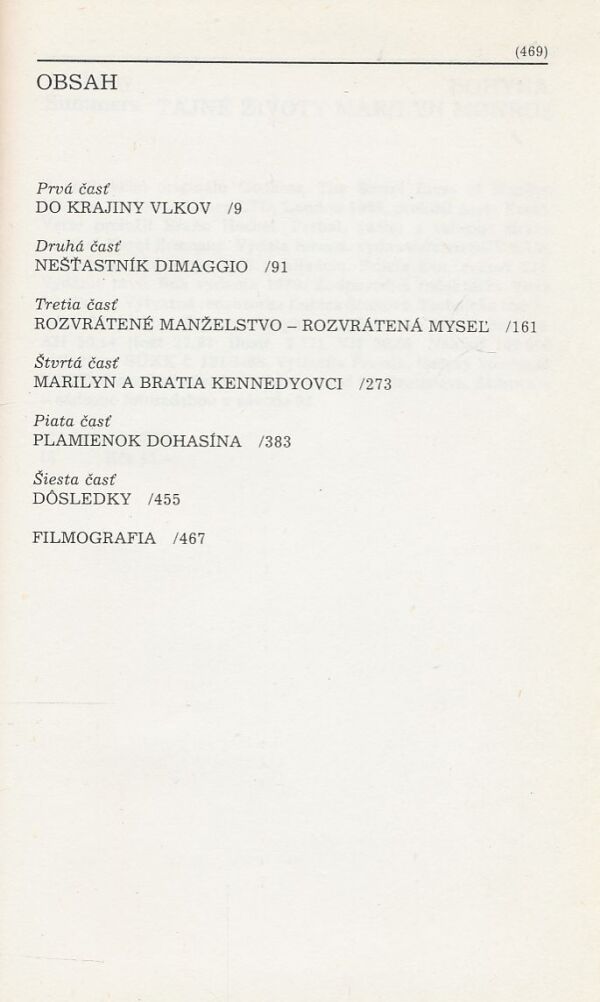 (469)
OBSAH
Prvá časť
DO KRAJINY VLKOV /9
Druhá časť
NEŠŤASTNÍK DIMAGGIO /91
Tretia časť
ROZVRÁTENÉ MANŽELSTVO – ROZVRÁTENÁ MYSEĽ /161
Štvrtá časť
MARILYN A BRATIA KENNEDYOVCI /273
Piata časť
PLAMIENOK DOHASÍNA /383
Šiesta časť
DÔSLEDKY /455
FILMOGRAFIA /467